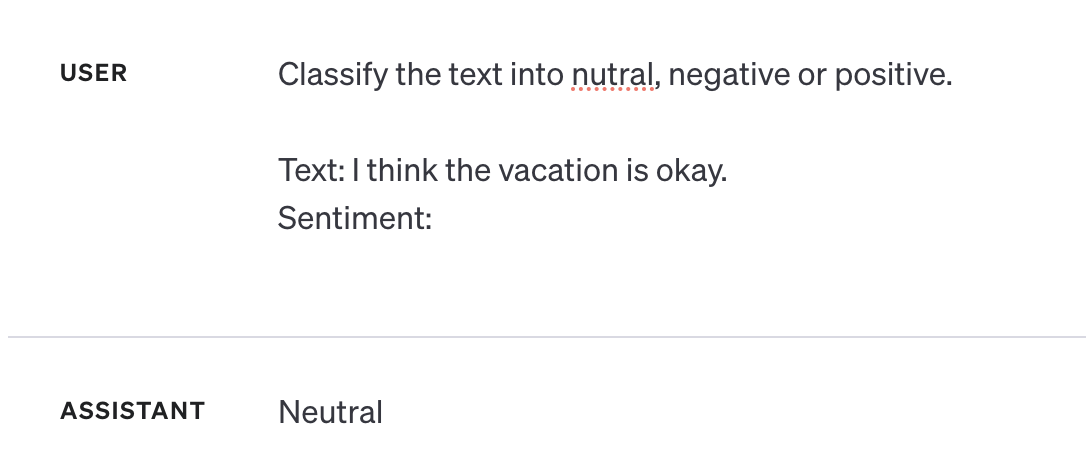 USER
Classify the text into nutral, negative or positive.
Text: I think the vacation is okay.
Sentiment:
ASSISTANT
Neutral